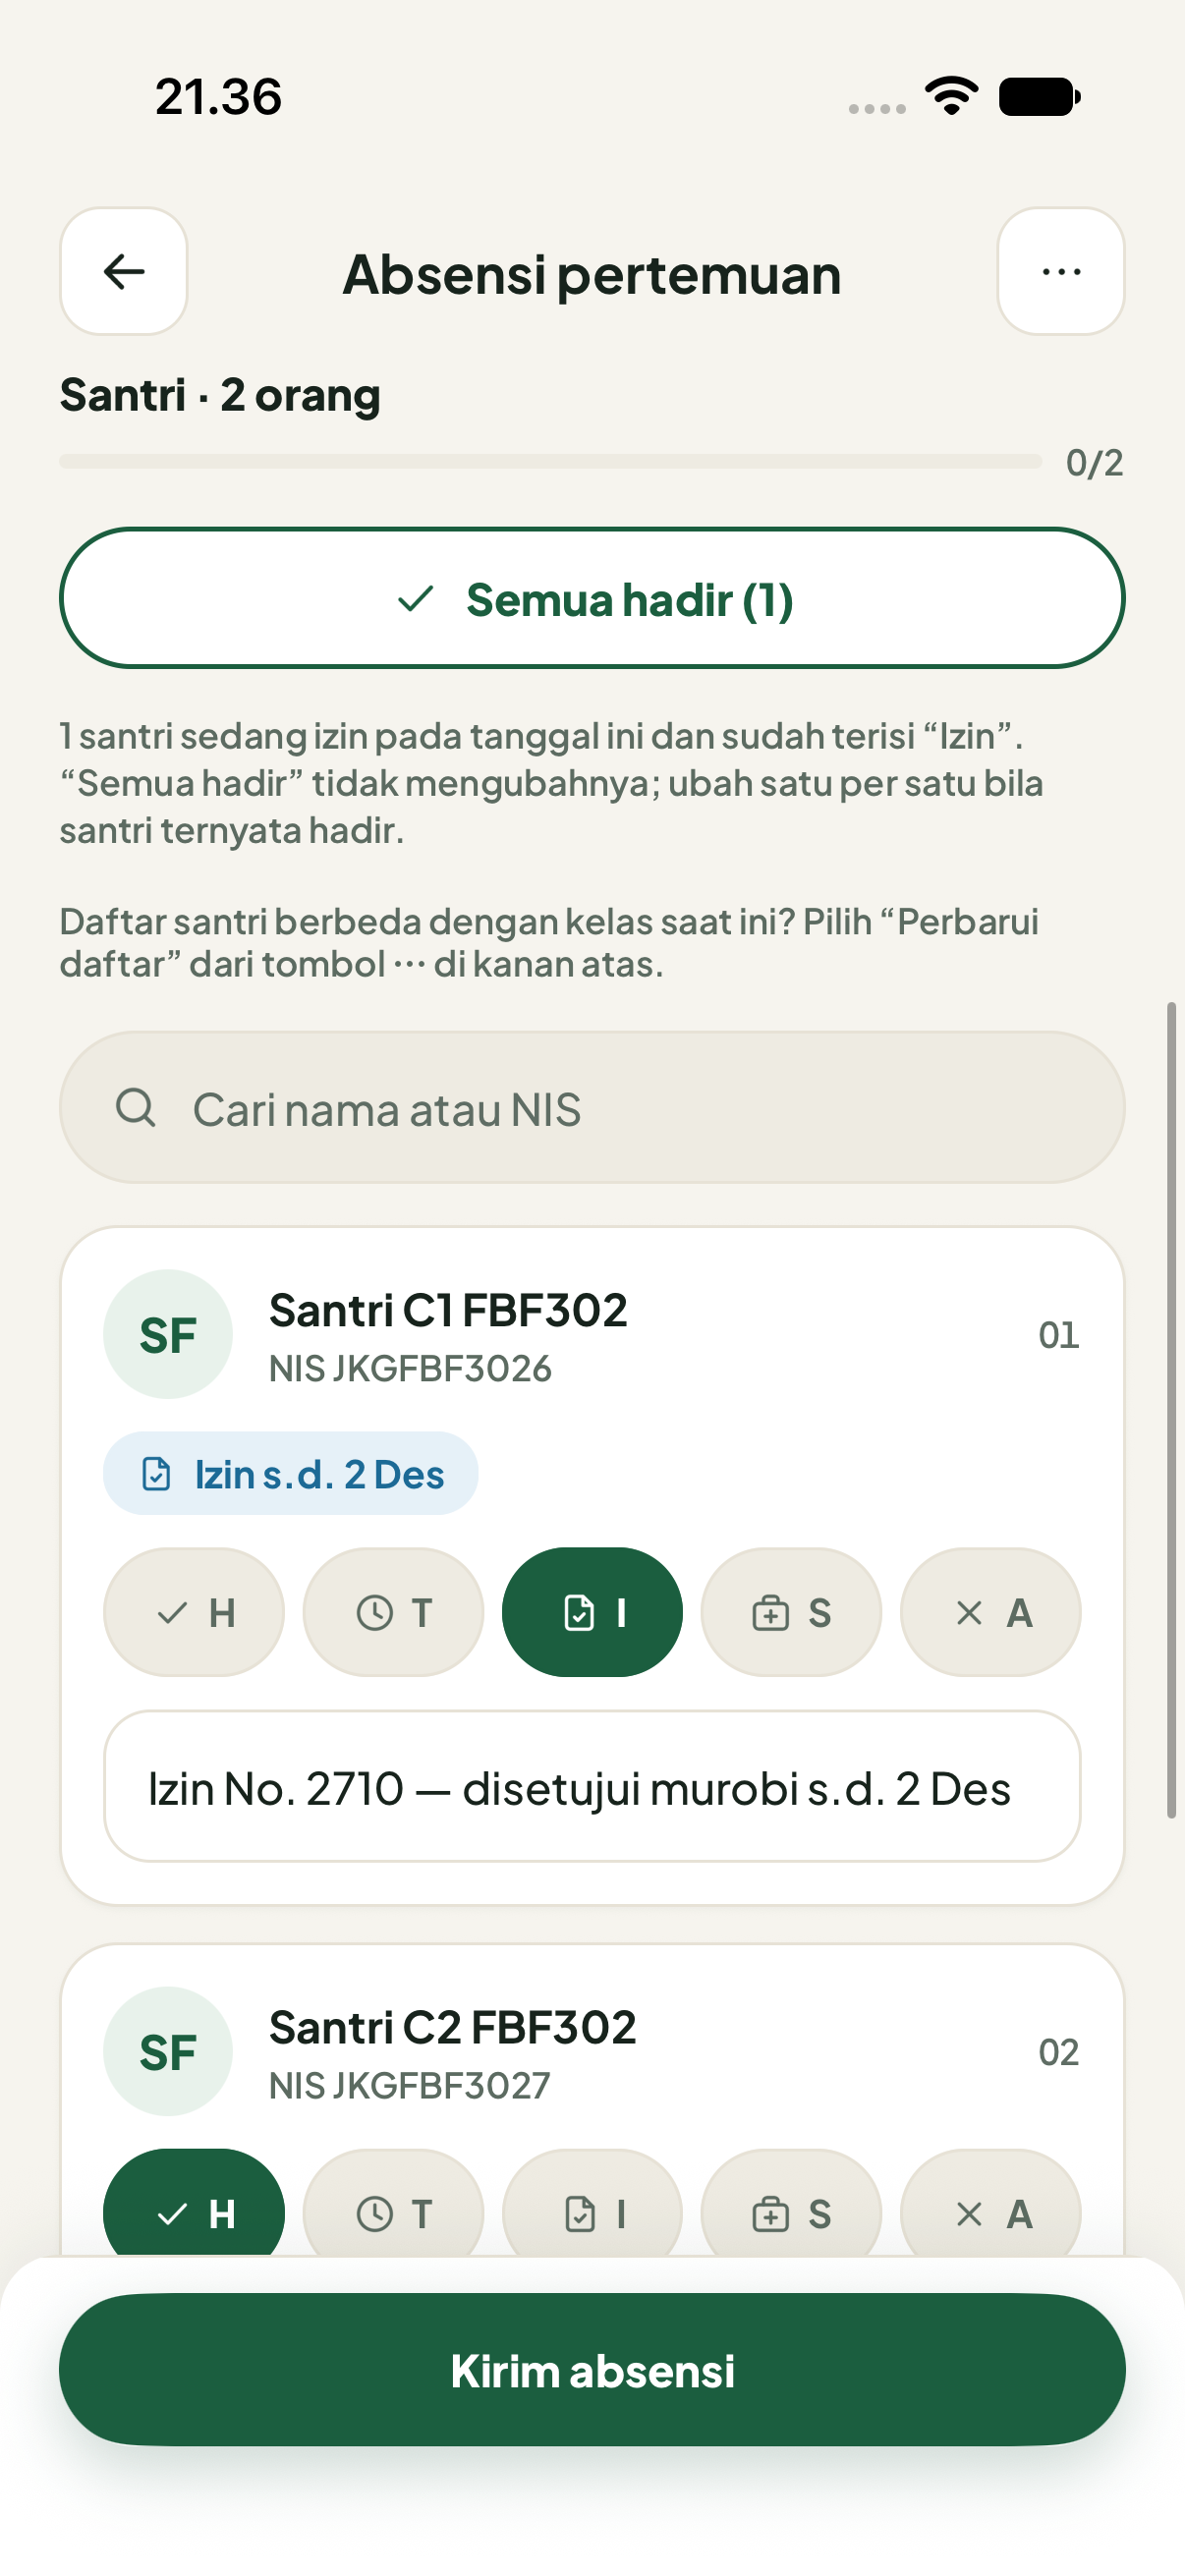 21.36
Absensi pertemuan
Santri · 2 orang
0/2
Semua hadir (1)
1 santri sedang izin pada tanggal ini dan sudah terisi “Izin”.
“Semua hadir” tidak mengubahnya; ubah satu per satu bila
santri ternyata hadir.
Daftar santri berbeda dengan kelas saat ini? Pilih “Perbarui
daftar” dari tombol ··· di kanan atas.
Cari nama atau NIS
SF
Santri C1 FBF302
NIS JKGFBF3026
01
Izin s.d. 2 Des
H T I S A
Izin No. 2710 — disetujui murobi s.d. 2 Des
SF
Santri C2 FBF302
NIS JKGFBF3027
02
H T I S A
Kirim absensi